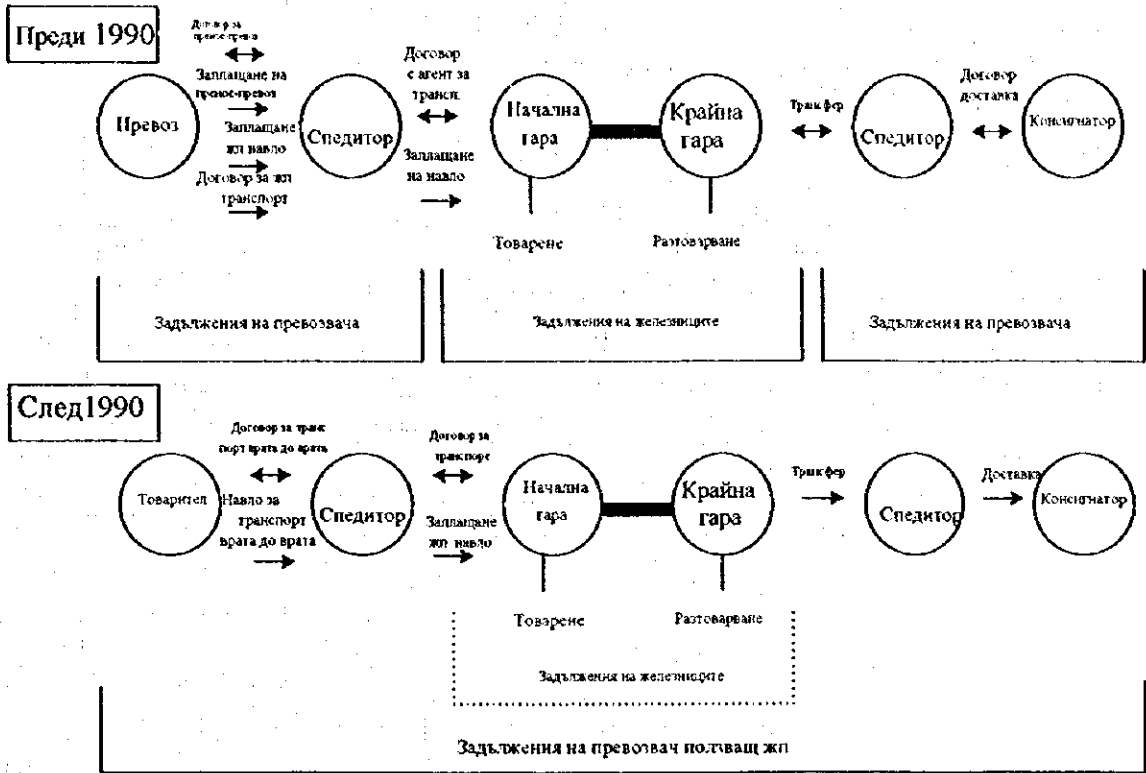 Преди 1990
Договор за
пренос-превоз
Заплащане на
пренос-превоз
Заплащане
жп навло
Договор за жп
транспорт
Превоз
Спедитор
Договор
с агент за
трансп.
Заплащане
на навло
Начална
гара
Крайна
гара
Трансфер
Спедитор
Договор
доставка
Консигнатор
Товарене
Разтоварване
Задължения на превозвача
Задължения на железниците
Задължения на превозвача
След1990
Договор за транс
порт врата до врата
Навло за
транспорт
врата до врата
Товарител
Спедитор
Договор за
транспорт
Заплащане
жп навло
Начална
гара
Крайна
гара
Трансфер
Спедитор
Доставка
Консигнатор
Товарене
Разтоварване
Задължения на железниците
Задължения на превозвач ползващ жп